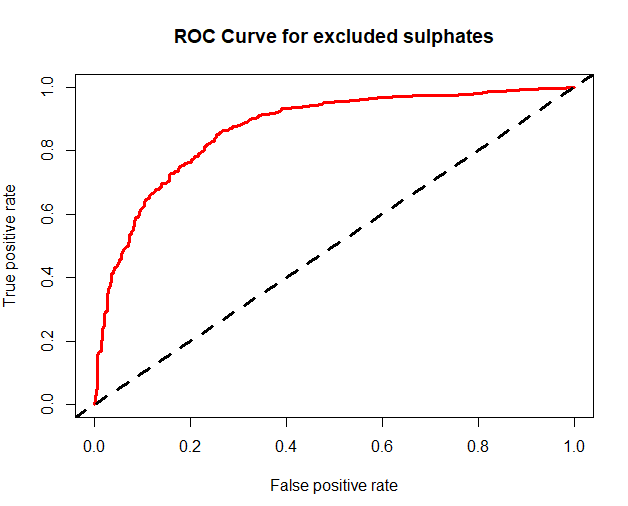 ROC Curve for excluded sulphates
True positive rate
1.0
0.8
0.6
0.4
0.2
0.0
0.0 0.2 0.4 0.6 0.8 1.0
False positive rate